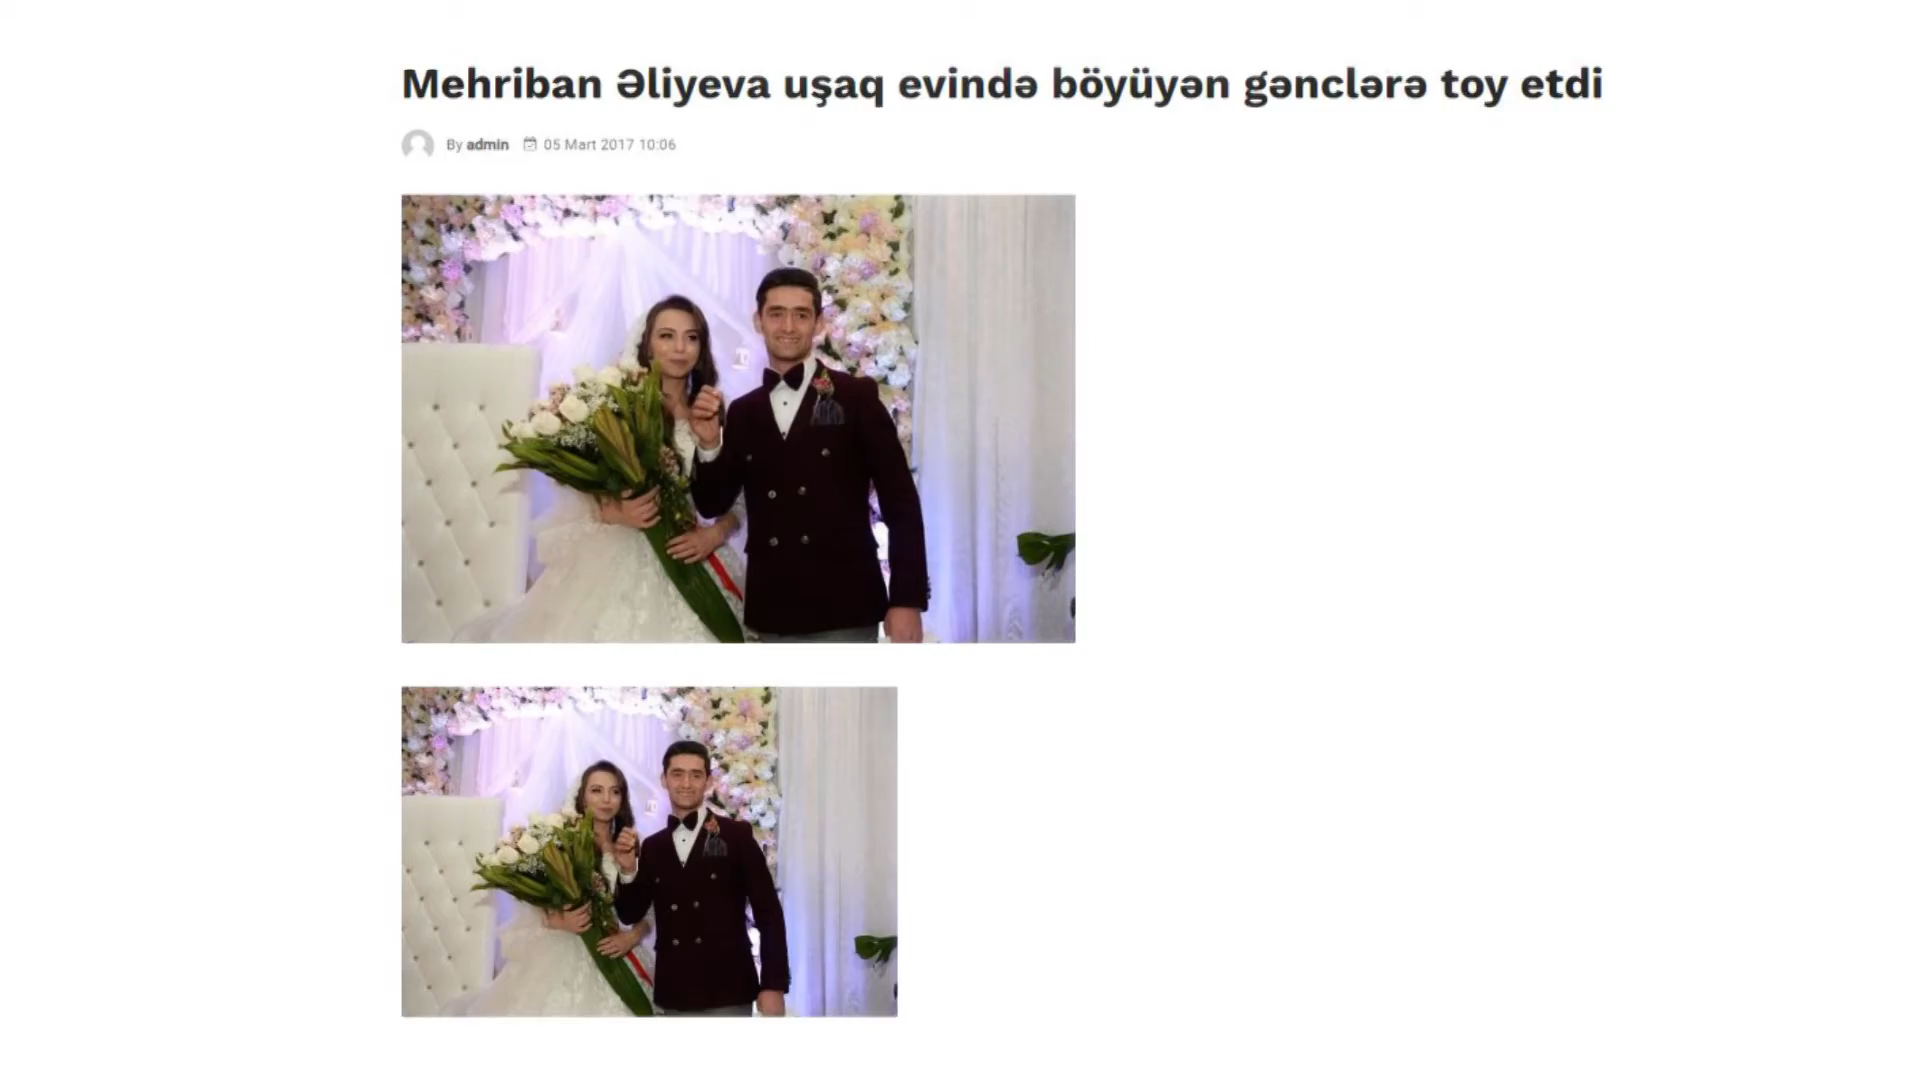 Mehriban Əliyeva uşaq evində böyüyən gənclərə toy etdi
By admin 05 Mart 2017 10:06